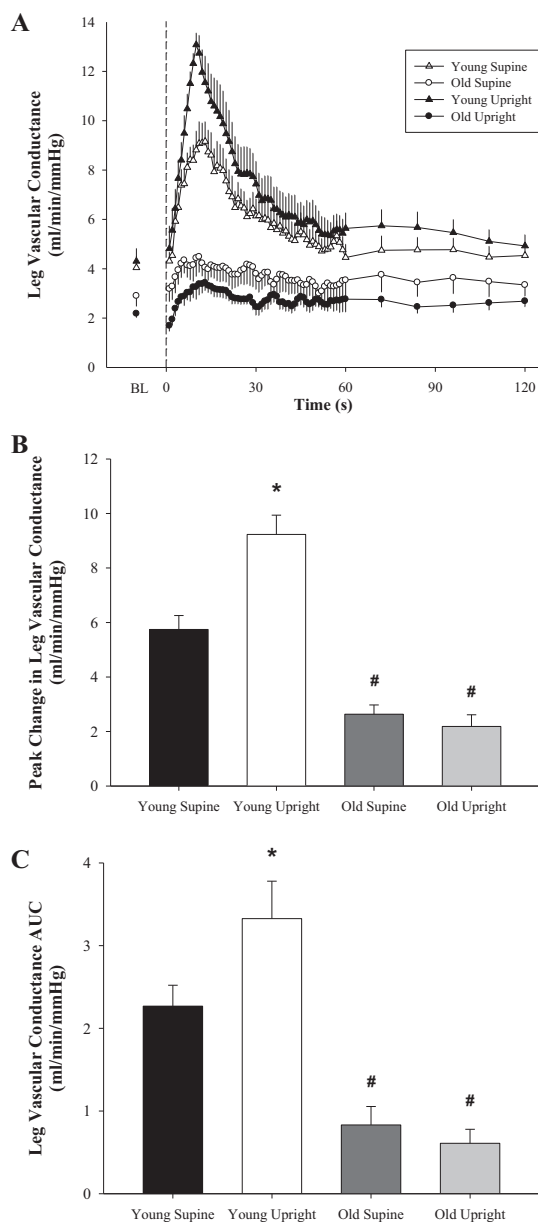 A
Leg Vascular Conductance
(ml/min/mmHg)
14
12
10
8
6
4
2
0
Young Supine
Old Supine
Young Upright
Old Upright
BL
0
30
60
90
120
Time (s)
B
Peak Change in Leg Vascular Conductance
(ml/min/mmHg)
12
10
8
6
4
2
0
*
#
#
Young Supine
Young Upright
Old Supine
Old Upright
C
Leg Vascular Conductance AUC
(ml/min/mmHg)
4
3
2
1
0
*
#
#
Young Supine
Young Upright
Old Supine
Old Upright